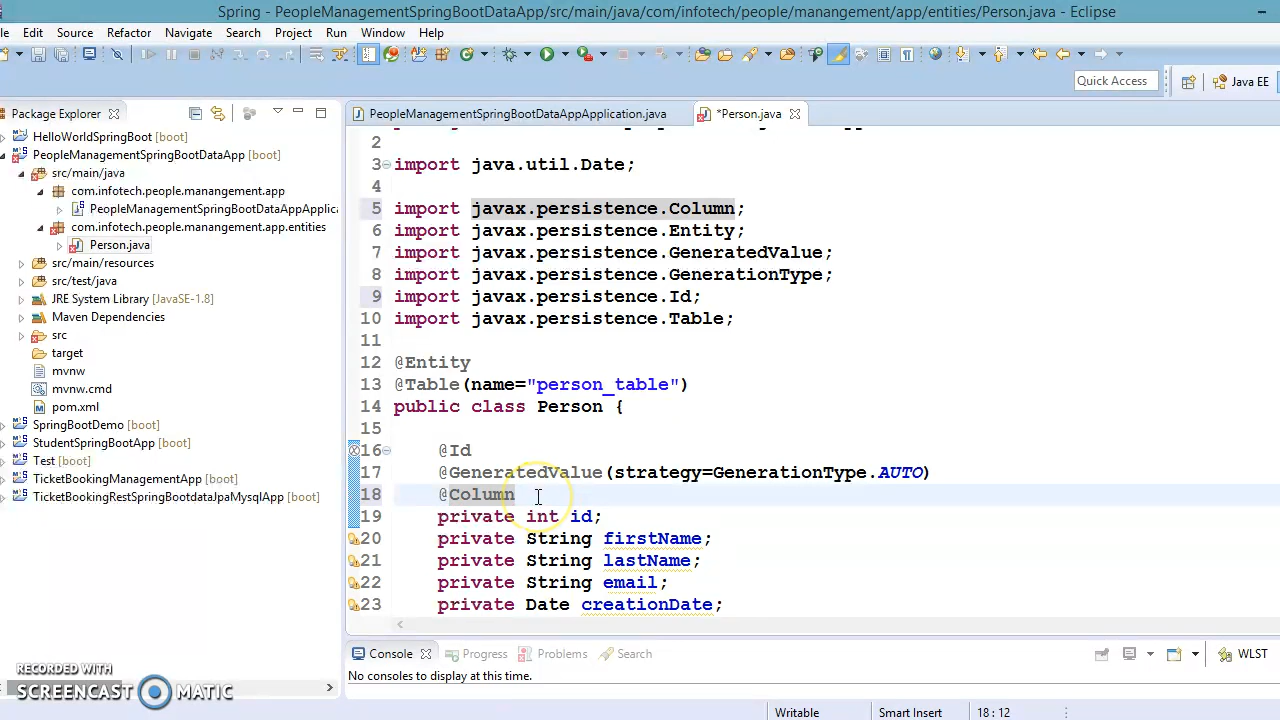 Spring - PeopleManagementSpringBootDataApp/src/main/java/com/infotech/people/manangement/app/entities/Person.java - Eclipse
le Edit Source Refactor Navigate Search Project Run Window Help
Quick Access
Java EE
Package Explorer
PeopleManagementSpringBootDataAppApplication.java
*Person.java
HelloWorldSpringBoot [boot]
PeopleManagementSpringBootDataApp [boot]
src/main/java
com.infotech.people.manangement.app
PeopleManagementSpringBootDataAppApplica
com.infotech.people.manangement.app.entities
Person.java
src/main/resources
src/test/java
JRE System Library [JavaSE-1.8]
Maven Dependencies
src
target
mvnw
mvnw.cmd
pom.xml
SpringBootDemo [boot]
StudentSpringBootApp [boot]
Test [boot]
TicketBookingManagementApp [boot]
TicketBookingRestSpringBootdataJpaMysqlApp [boot]
2
3 import java.util.Date;
4
5 import javax.persistence.Column;
6 import javax.persistence.Entity;
7 import javax.persistence.GeneratedValue;
8 import javax.persistence.GenerationType;
9 import javax.persistence.Id;
10 import javax.persistence.Table;
11
12 @Entity
13 @Table(name="person_table")
14 public class Person {
15
16 @Id
17 @GeneratedValue(strategy=GenerationType.AUTO)
18 @Column
19 private int id;
20 private String firstName;
21 private String lastName;
22 private String email;
23 private Date creationDate;
Console Progress Problems Search
WLST
No consoles to display at this time.
RECORDED WITH
SCREENCAST MATIC
Writable Smart Insert 18 : 12